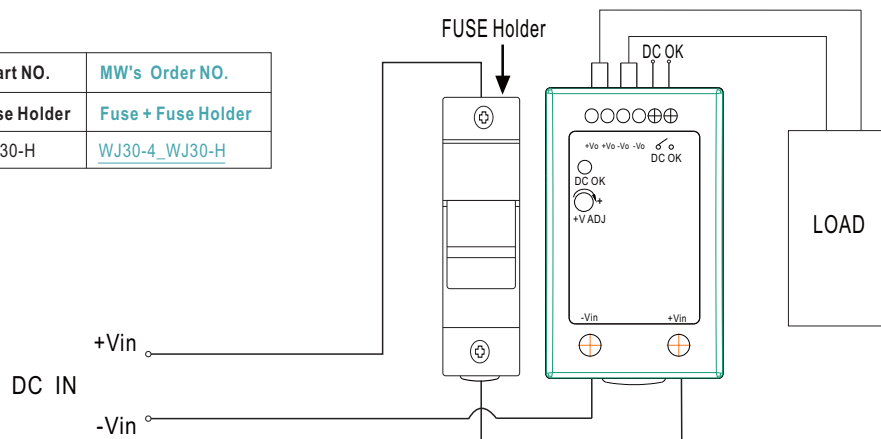 FUSE Holder
DC OK
art NO. MW's Order NO.
se Holder Fuse + Fuse Holder
30-H WJ30-4_WJ30-H
+Vo +Vo -Vo -Vo
DC OK
DC OK
+
+V ADJ
LOAD
-Vin +Vin
+Vin
DC IN
-Vin